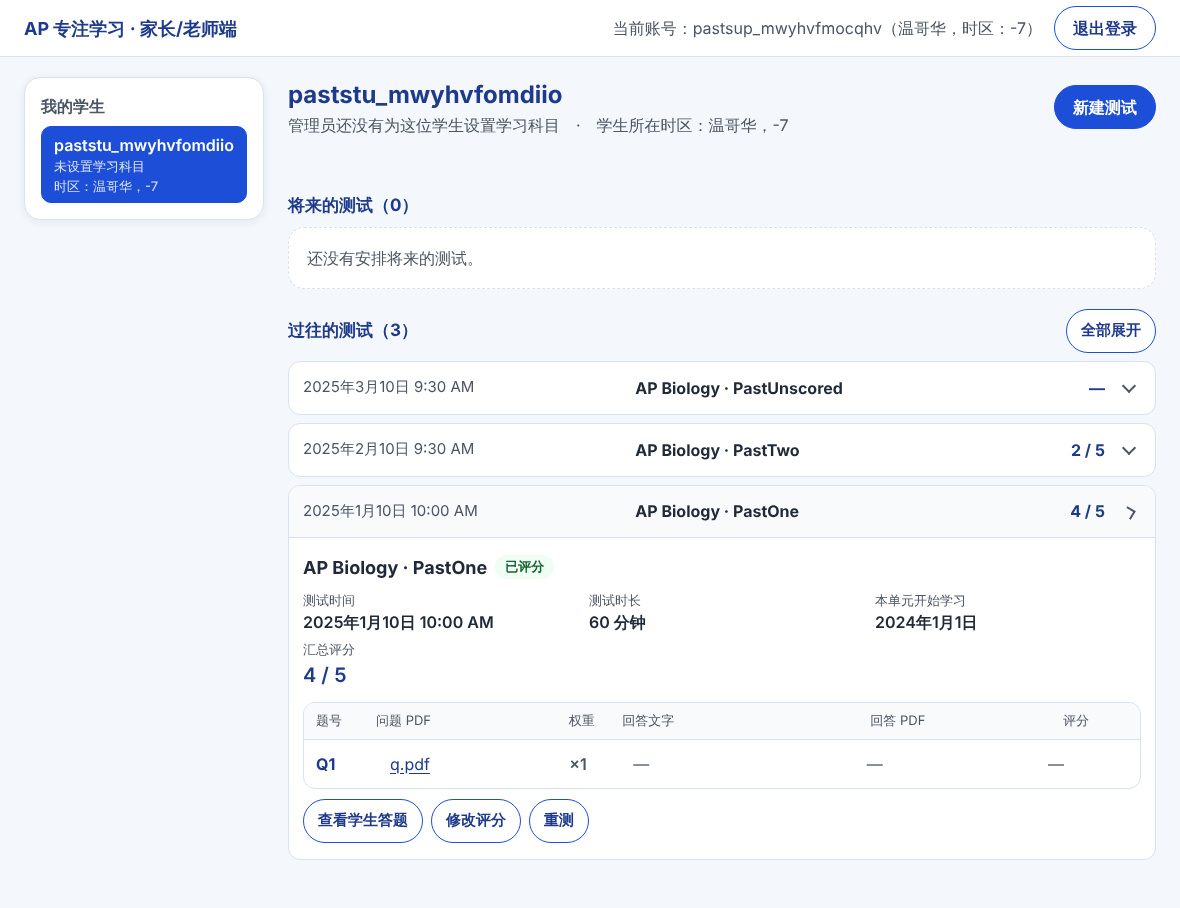 AP 专注学习 · 家长/老师端
当前账号：pastsup_mwyhvfmocqhv（温哥华，时区：-7）
退出登录
我的学生
paststu_mwyhvfomdiio
未设置学习科目
时区：温哥华，-7
paststu_mwyhvfomdiio
管理员还没有为这位学生设置学习科目 · 学生所在时区：温哥华，-7
新建测试
将来的测试（0）
还没有安排将来的测试。
过往的测试（3）
全部展开
2025年3月10日 9:30 AM AP Biology · PastUnscored —
2025年2月10日 9:30 AM AP Biology · PastTwo 2 / 5
2025年1月10日 10:00 AM AP Biology · PastOne 4 / 5
AP Biology · PastOne 已评分
测试时间 测试时长 本单元开始学习
2025年1月10日 10:00 AM 60 分钟 2024年1月1日
汇总评分
4 / 5
题号 问题 PDF 权重 回答文字 回答 PDF 评分
Q1 q.pdf ×1 — — —
查看学生答题 修改评分 重测